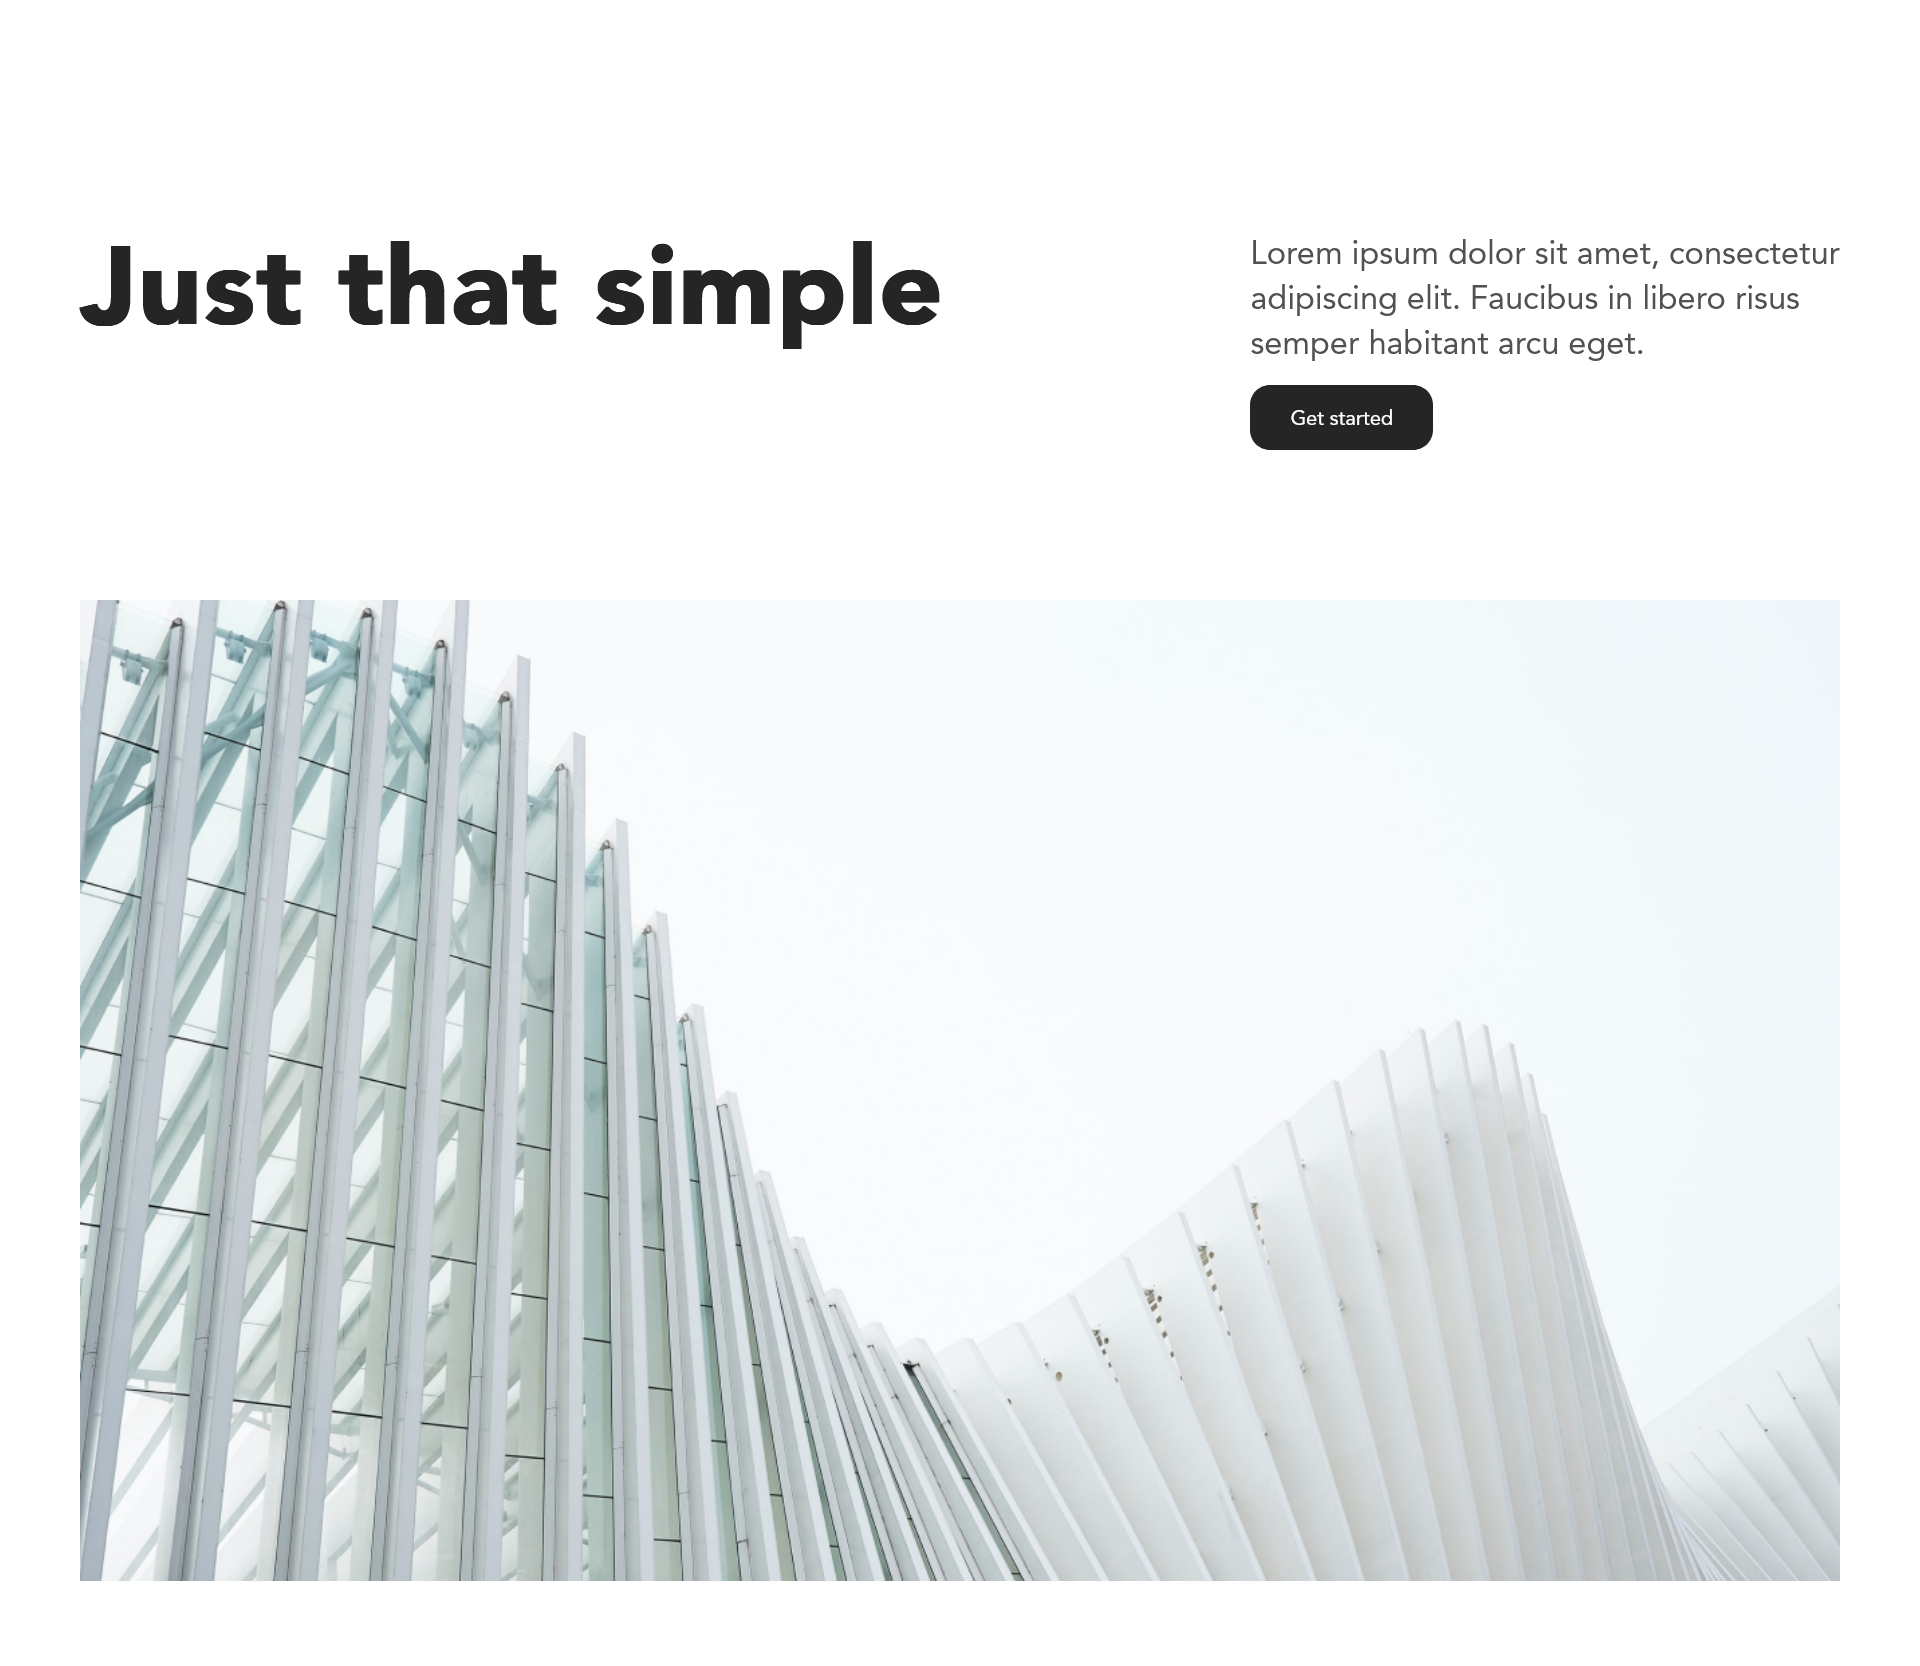 Just that simple
Lorem ipsum dolor sit amet, consectetur
adipiscing elit. Faucibus in libero risus
semper habitant arcu eget.
Get started